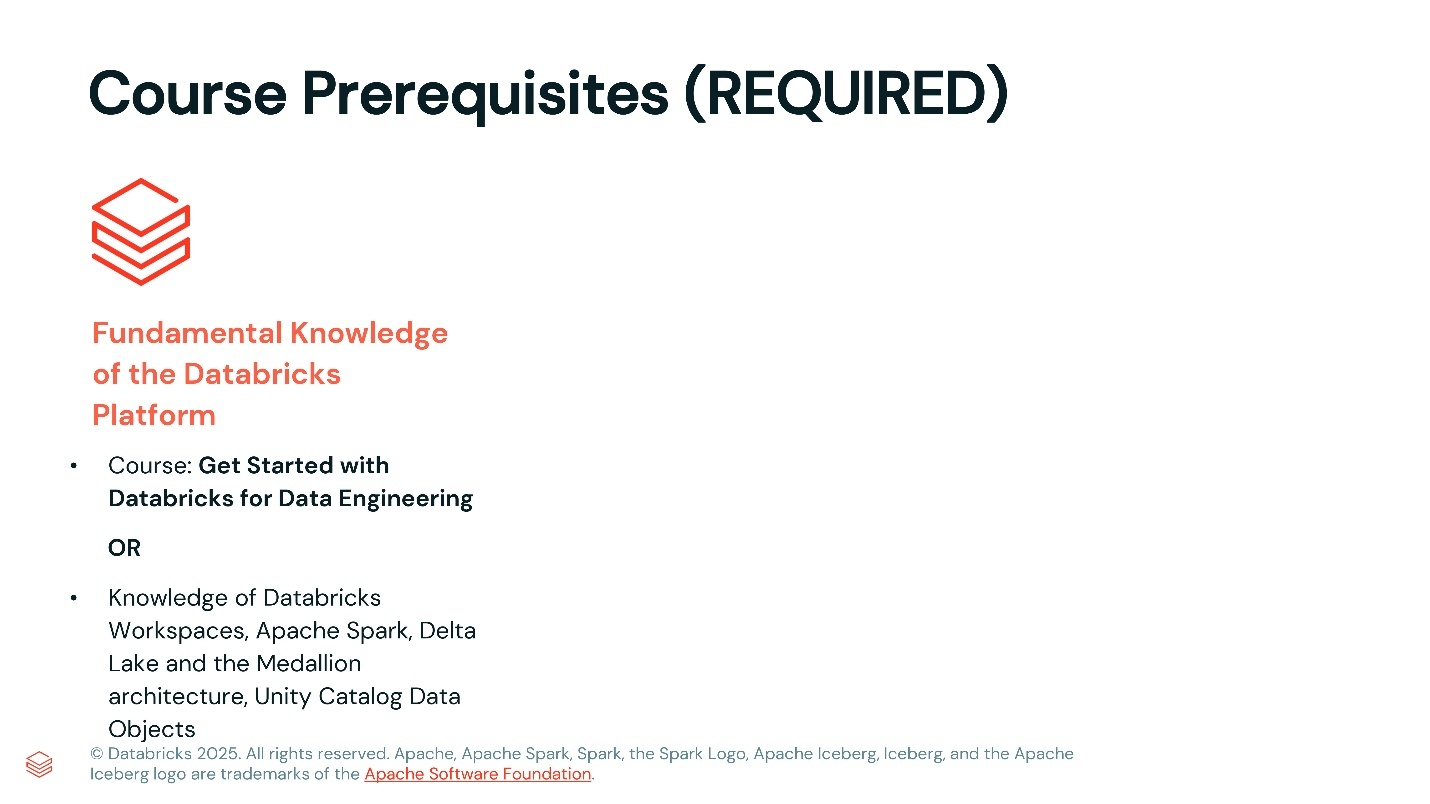 Course Prerequisites (REQUIRED)
Fundamental Knowledge
of the Databricks
Platform
• Course: Get Started with
Databricks for Data Engineering
OR
• Knowledge of Databricks
Workspaces, Apache Spark, Delta
Lake and the Medallion
architecture, Unity Catalog Data
Objects
© Databricks 2025. All rights reserved. Apache, Apache Spark, Spark, the Spark Logo, Apache Iceberg, Iceberg, and the Apache
Iceberg logo are trademarks of the Apache Software Foundation.